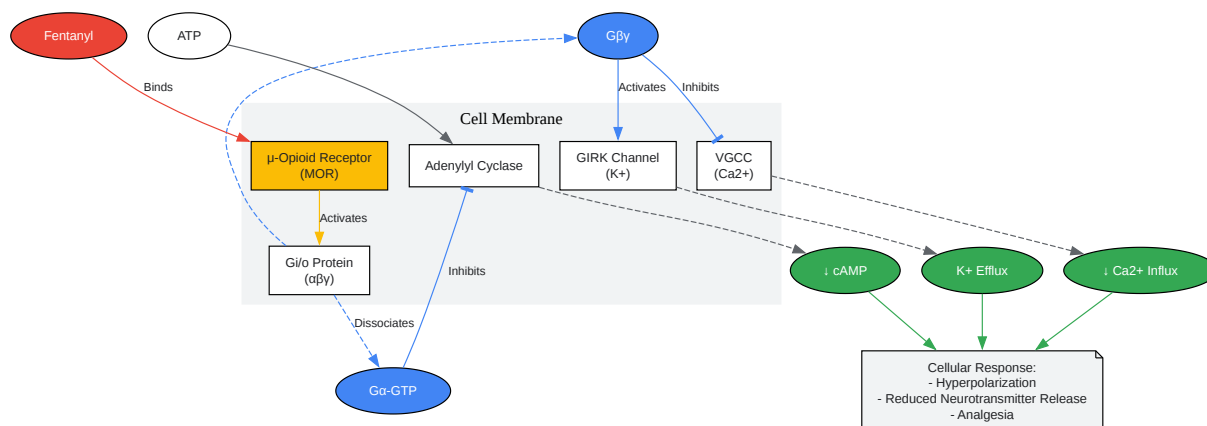 Fentanyl
ATP
Gβγ
Binds
Activates
Inhibits
Cell Membrane
μ-Opioid Receptor
(MOR)
Adenylyl Cyclase
GIRK Channel
(K+)
VGCC
(Ca2+)
Activates
Gi/o Protein
(αβγ)
Inhibits
↓ cAMP
K+ Efflux
↓ Ca2+ Influx
Dissociates
Gα-GTP
Cellular Response:
- Hyperpolarization
- Reduced Neurotransmitter Release
- Analgesia